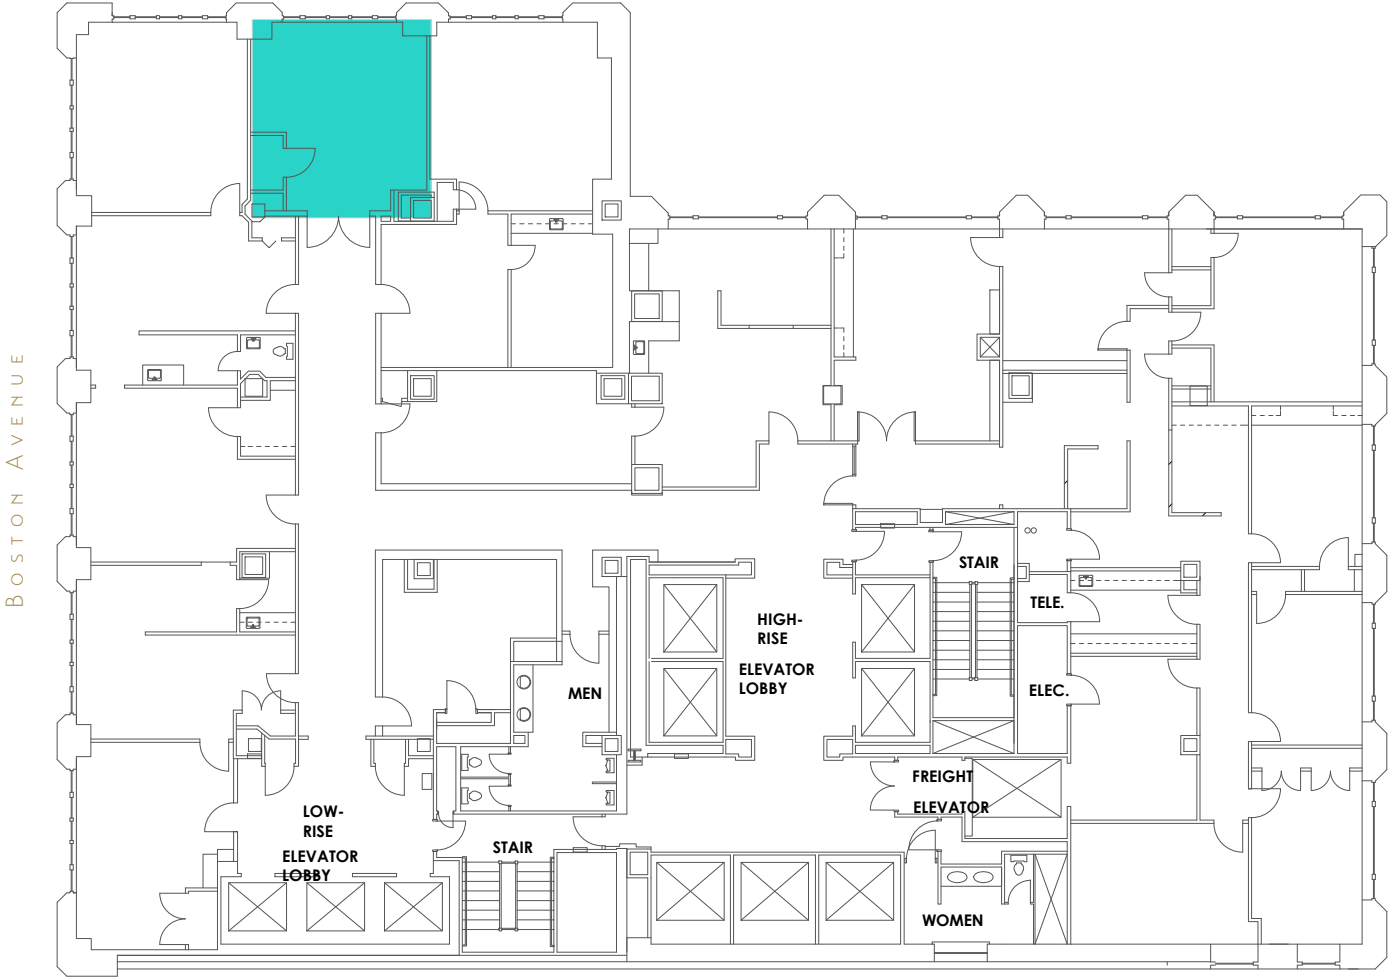 BOSTON AVENUE
STAIR
TELE.
HIGH-
RISE
ELEVATOR
LOBBY
ELEC.
MEN
FREIGHT
ELEVATOR
LOW-
RISE
ELEVATOR
LOBBY
STAIR
WOMEN